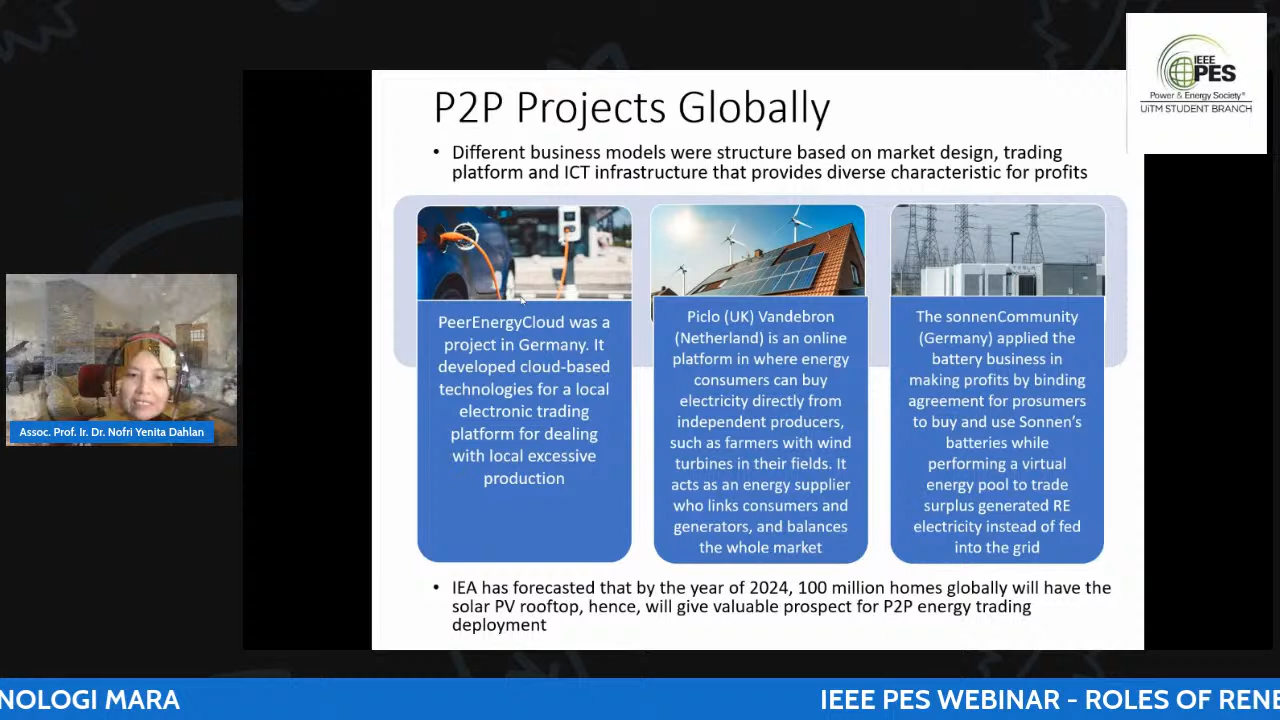 IEEE
PES
Power & Energy Society®
UiTM STUDENT BRANCH
P2P Projects Globally
• Different business models were structure based on market design, trading
platform and ICT infrastructure that provides diverse characteristic for profits
PeerEnergyCloud was a
project in Germany. It
developed cloud-based
technologies for a local
electronic trading
platform for dealing
with local excessive
production
Piclo (UK) Vandebron
(Netherland) is an online
platform in where energy
consumers can buy
electricity directly from
independent producers,
such as farmers with wind
turbines in their fields. It
acts as an energy supplier
who links consumers and
generators, and balances
the whole market
The sonnenCommunity
(Germany) applied the
battery business in
making profits by binding
agreement for prosumers
to buy and use Sonnen's
batteries while
performing a virtual
energy pool to trade
surplus generated RE
electricity instead of fed
into the grid
• IEA has forecasted that by the year of 2024, 100 million homes globally will have the
solar PV rooftop, hence, will give valuable prospect for P2P energy trading
deployment
Assoc. Prof. Ir. Dr. Nofri Yenita Dahlan
NOLOGI MARA
IEEE PES WEBINAR - ROLES OF RENE